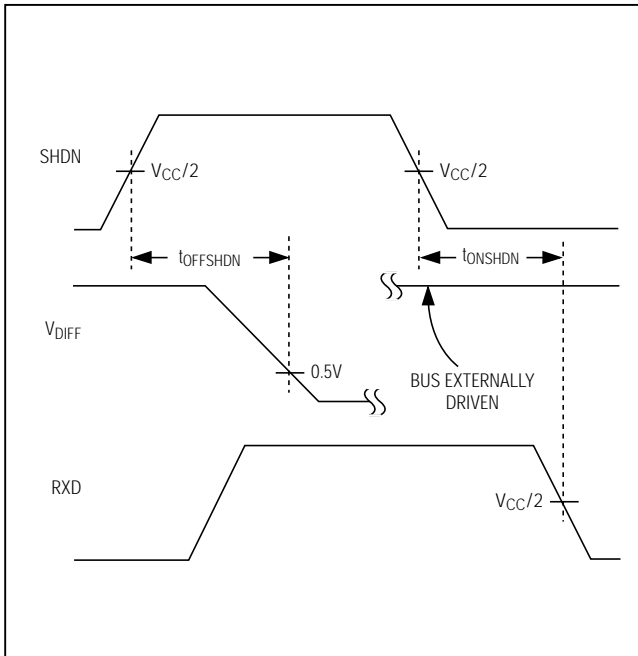 SHDN
VCC/2
VCC/2
tOFFSHDN
tONSHDN
VDIFF
0.5V
BUS EXTERNALLY
DRIVEN
RXD
VCC/2